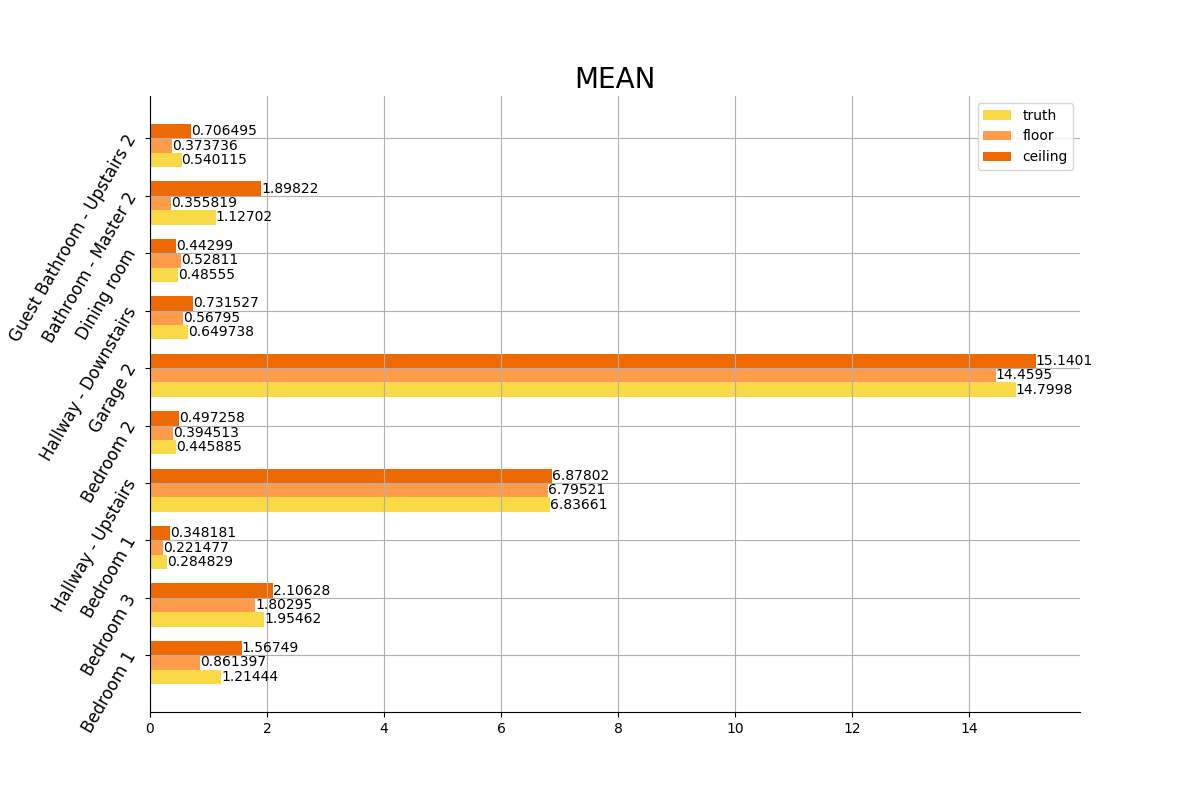 MEAN
truth
floor
ceiling
Guest Bathroom - Upstairs 2
0.706495
0.373736
0.540115
Bathroom - Master 2
1.89822
0.355819
1.12702
Dining room
0.44299
0.52811
0.48555
Hallway - Downstairs
0.731527
0.56795
0.649738
Garage 2
15.1401
14.4595
14.7998
Bedroom 2
0.497258
0.394513
0.445885
Hallway - Upstairs
6.87802
6.79521
6.83661
Bedroom 1
0.348181
0.221477
0.284829
Bedroom 3
2.10628
1.80295
1.95462
Bedroom 1
1.56749
0.861397
1.21444
0 2 4 6 8 10 12 14